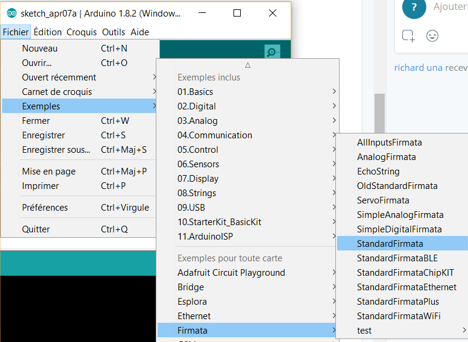 sketch_apr07a | Arduino 1.8.2 (Window...
Fichier Édition Croquis Outils Aide
Nouveau Ctrl+N
Ouvrir... Ctrl+O
Ouvert récemment
Carnet de croquis
Exemples
Fermer Ctrl+W
Enregistrer Ctrl+S
Enregistrer sous... Ctrl+Maj+S
Mise en page Ctrl+Maj+P
Imprimer Ctrl+P
Préférences Ctrl+Virgule
Quitter Ctrl+Q
Exemples inclus
01.Basics
02.Digital
03.Analog
04.Communication
05.Control
06.Sensors
07.Display
08.Strings
09.USB
10.StarterKit_BasicKit
11.ArduinoISP
Exemples pour toute carte
Adafruit Circuit Playground
Bridge
Esplora
Ethernet
Firmata
AllInputsFirmata
AnalogFirmata
EchoString
OldStandardFirmata
ServoFirmata
SimpleAnalogFirmata
SimpleDigitalFirmata
StandardFirmata
StandardFirmataBLE
StandardFirmataChipKIT
StandardFirmataEthernet
StandardFirmataPlus
StandardFirmataWiFi
test
?
Ajouter
richard una recev